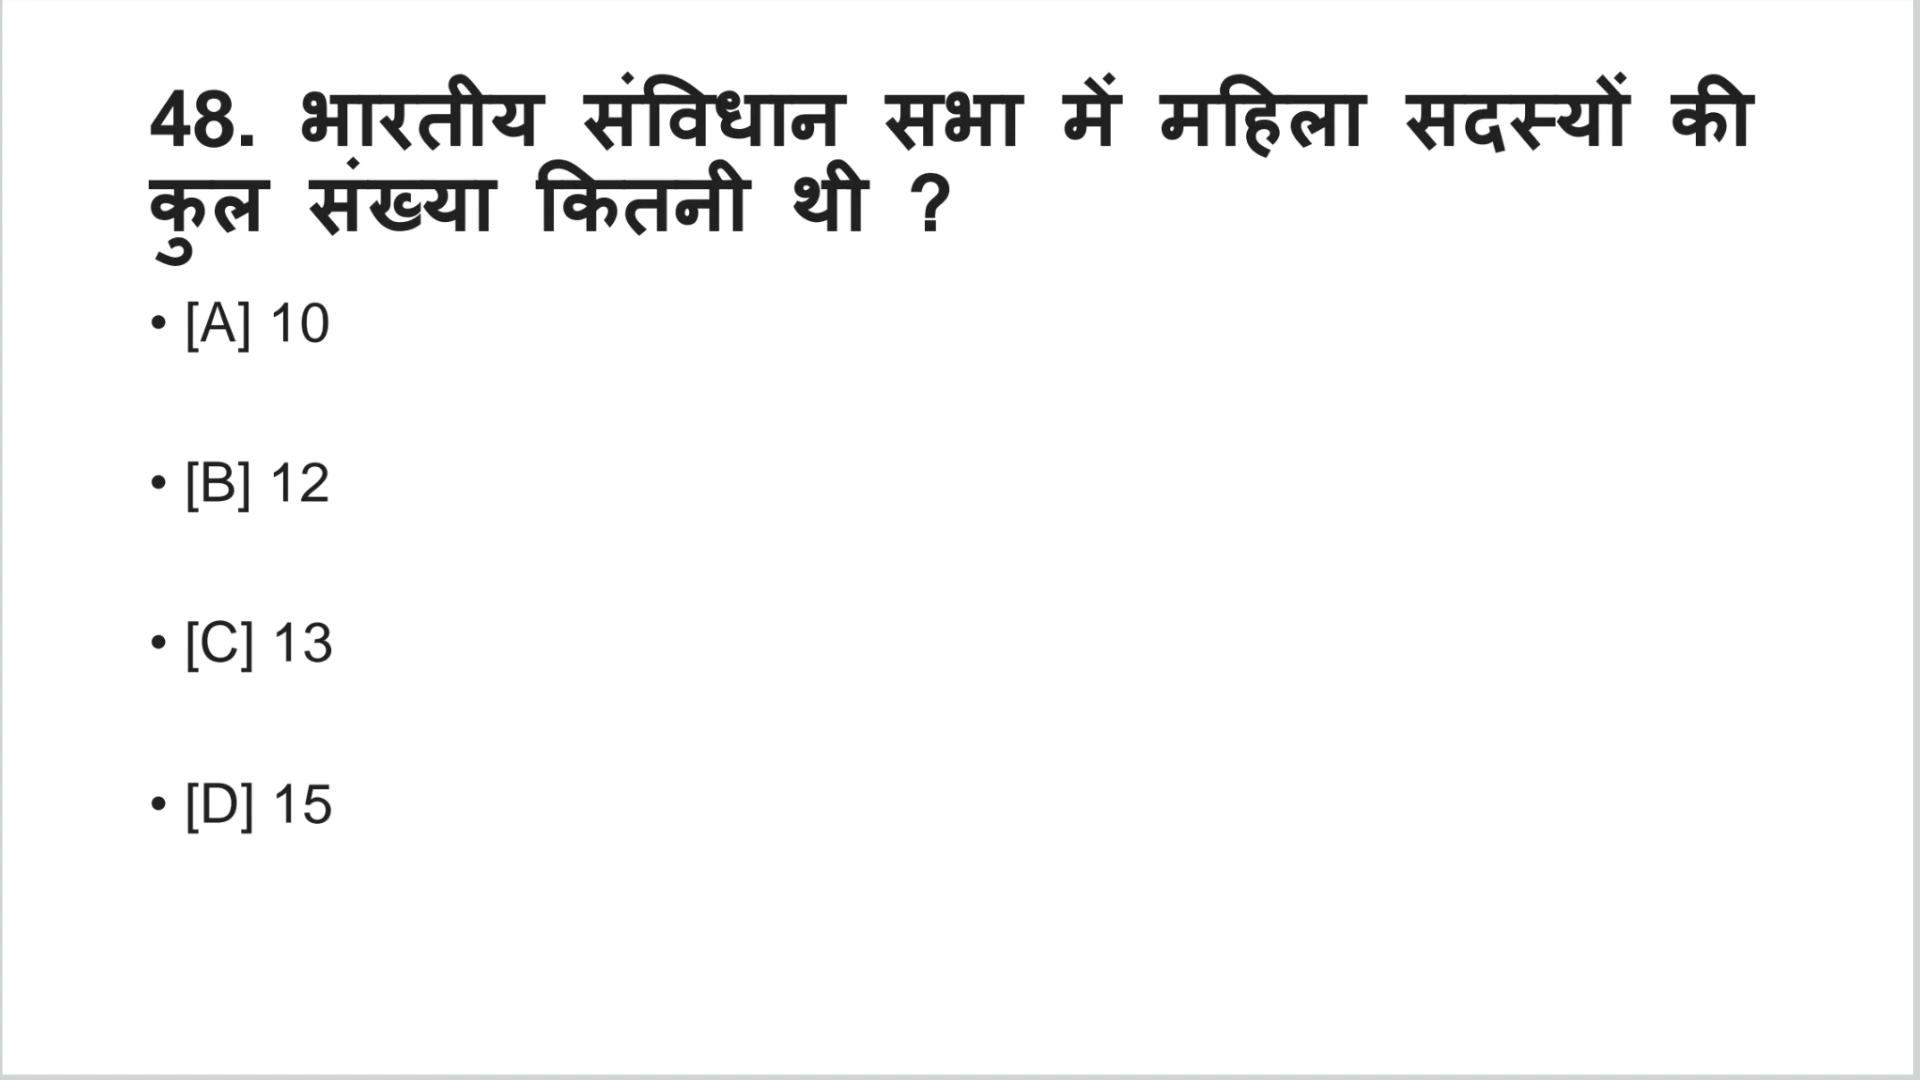 48. भारतीय संविधान सभा में महिला सदस्यों की
कुल संख्या कितनी थी ?
• [A] 10
• [B] 12
• [C] 13
• [D] 15